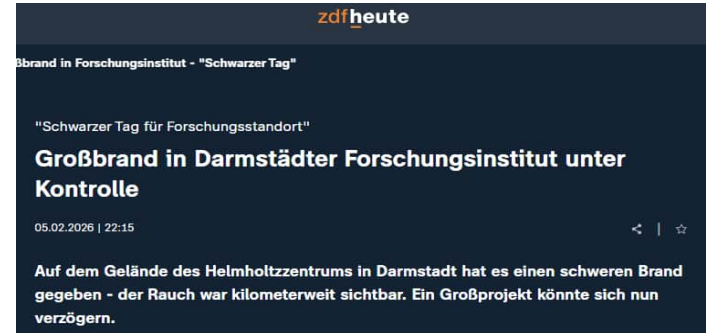 zdfheute
ßbrand in Forschungsinstitut - "Schwarzer Tag"
"Schwarzer Tag für Forschungsstandort"
Großbrand in Darmstädter Forschungsinstitut unter
Kontrolle
05.02.2026 | 22:15
Auf dem Gelände des Helmholtzzentrums in Darmstadt hat es einen schweren Brand
gegeben - der Rauch war kilometerweit sichtbar. Ein Großprojekt könnte sich nun
verzögern.